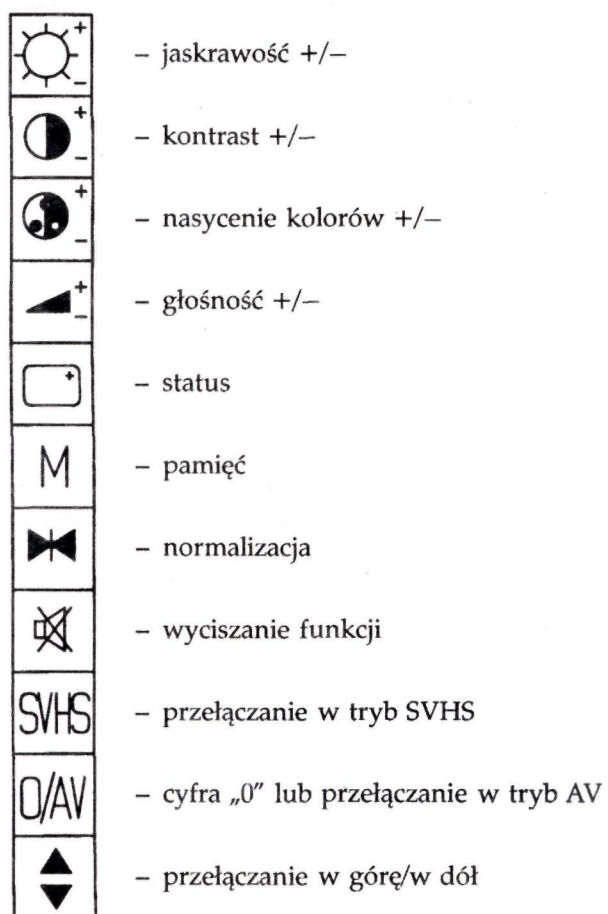 + – jaskrawość +/–
–
+ – kontrast +/–
–
+ – nasycenie kolorów +/–
–
+ – głośność +/–
–
+ – status
M – pamięć
– normalizacja
– wyciszanie funkcji
SVHS – przełączanie w tryb SVHS
0/AV – cyfra „0” lub przełączanie w tryb AV
– przełączanie w górę/w dół